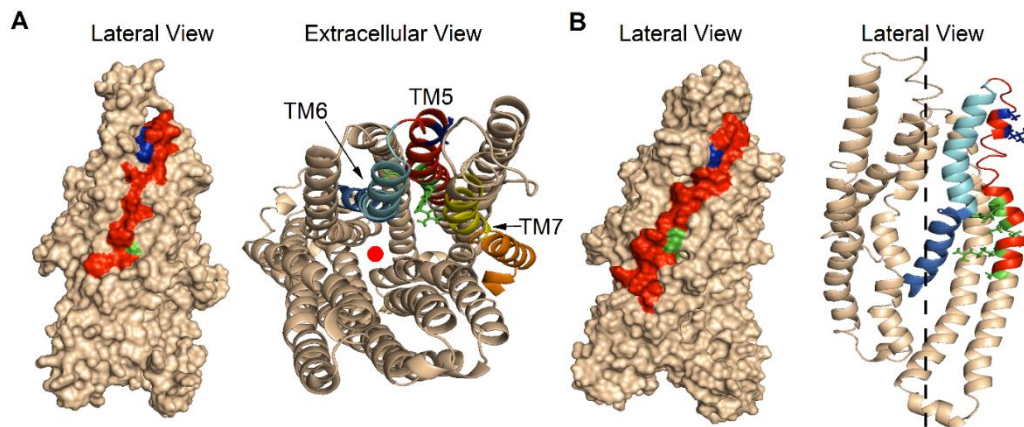 A
Lateral View
Extracellular View
TM6
TM5
TM7
B
Lateral View
Lateral View